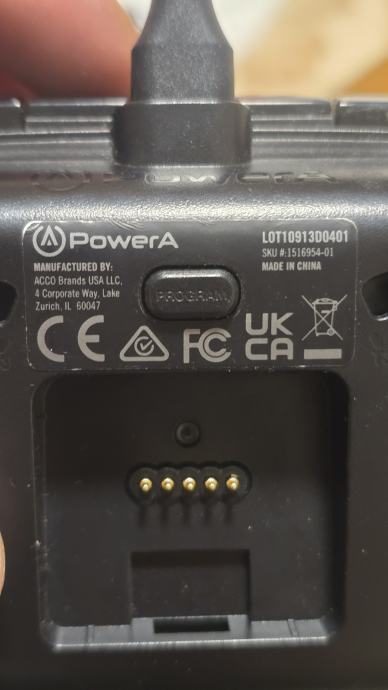 PowerA
PowerA
LOT10913D0401
SKU #:1516954-01
MADE IN CHINA
MANUFACTURED BY:
ACCO Brands USA LLC,
4 Corporate Way, Lake
Zurich, IL 60047
PROGRAM
CE FC UK
CA